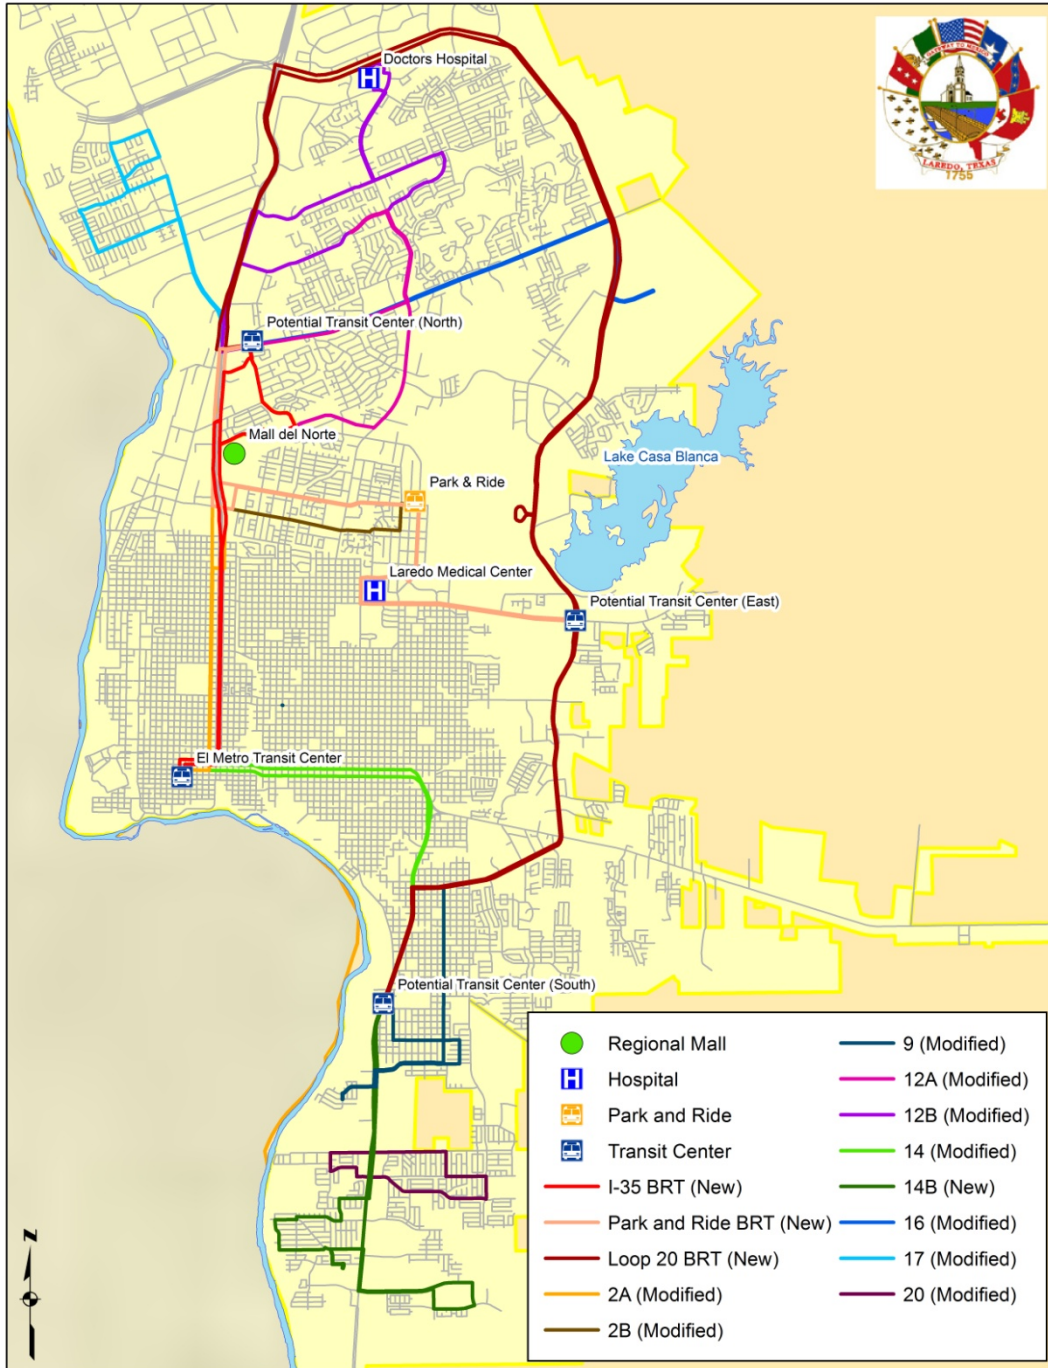 GATEWAY TO MEXICO
LAREDO, TEXAS
1755
Doctors Hospital
Potential Transit Center (North)
Mall del Norte
Lake Casa Blanca
Park & Ride
Laredo Medical Center
Potential Transit Center (East)
El Metro Transit Center
Potential Transit Center (South)
Regional Mall
Hospital
Park and Ride
Transit Center
I-35 BRT (New)
Park and Ride BRT (New)
Loop 20 BRT (New)
2A (Modified)
2B (Modified)
9 (Modified)
12A (Modified)
12B (Modified)
14 (Modified)
14B (New)
16 (Modified)
17 (Modified)
20 (Modified)
H
H
H
N